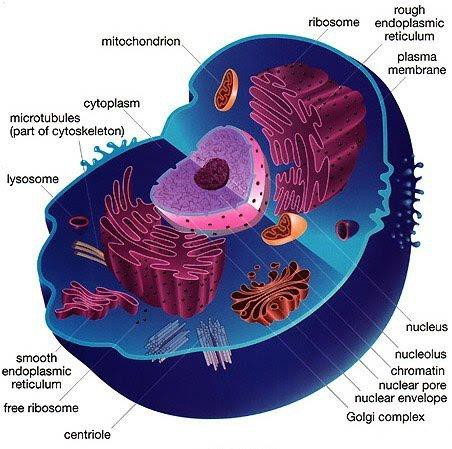 ribosome
rough
endoplasmic
reticulum
mitochondrion
plasma
membrane
cytoplasm
microtubules
(part of cytoskeleton)
lysosome
nucleus
nucleolus
chromatin
nuclear pore
nuclear envelope
Golgi complex
smooth
endoplasmic
reticulum
free ribosome
centriole